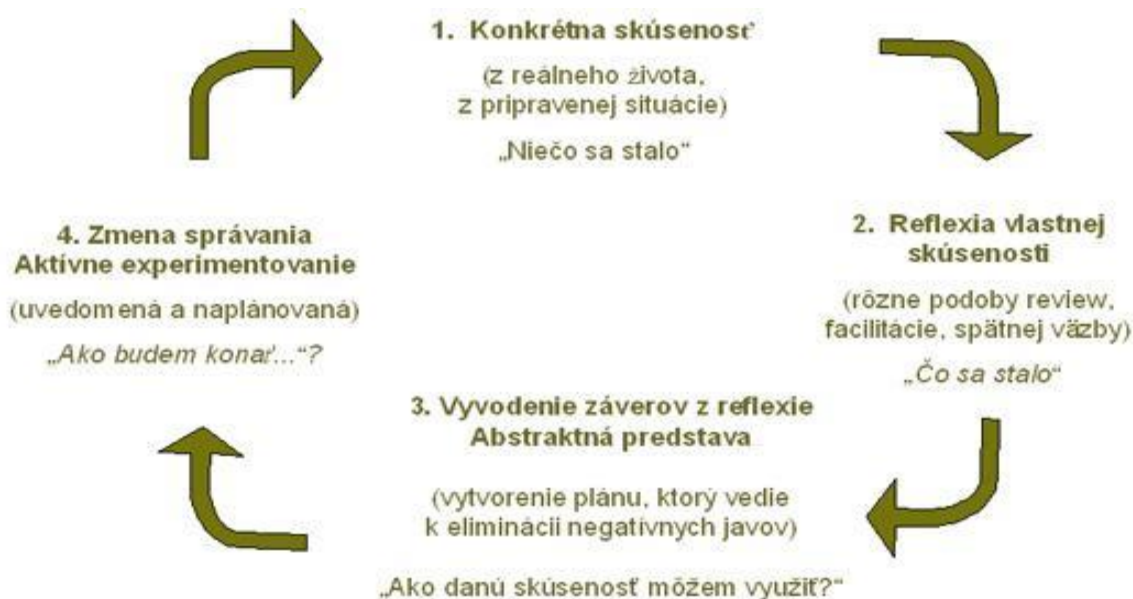 1. Konkrétna skúsenosť
(z reálneho života,
z pripravenej situácie)
„Niečo sa stalo“
2. Reflexia vlastnej
skúsenosti
(rôzne podoby review,
facilitácie, spätnej väzby)
„Čo sa stalo“
3. Vyvodenie záverov z reflexie
Abstraktná predstava
(vytvorenie plánu, ktorý vedie
k eliminácii negatívnych javov)
„Ako danú skúsenosť môžem využiť?“
4. Zmena správania
Aktívne experimentovanie
(uvedomená a naplánovaná)
„Ako budem konať...“?